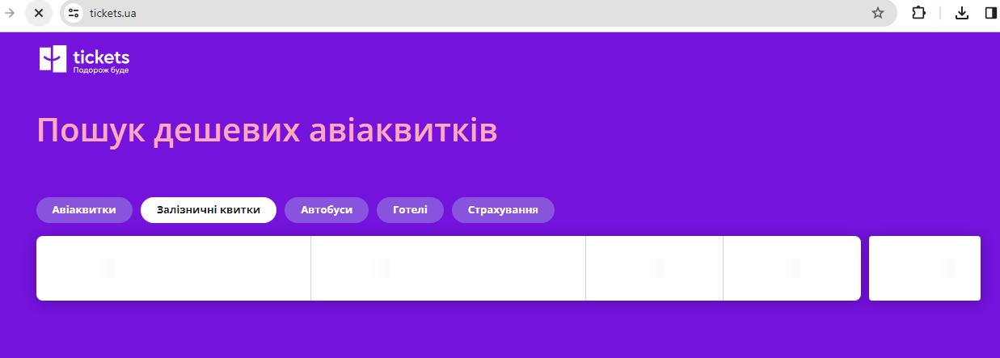 tickets.ua
tickets
Подорож буде
Пошук дешевих авіаквитків
Авіаквитки Залізничні квитки Автобуси Готелі Страхування